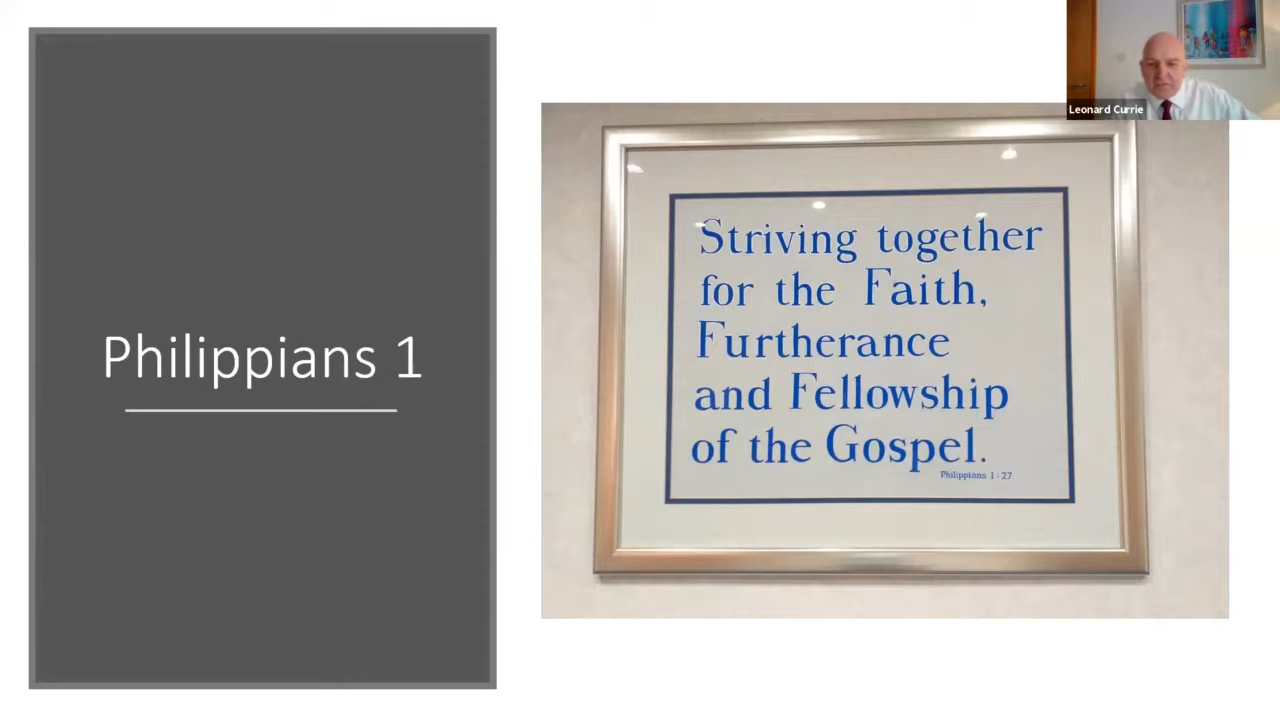 Philippians 1
Striving together
for the Faith,
Furtherance
and Fellowship
of the Gospel.
Philippians 1:27
Leonard Currie